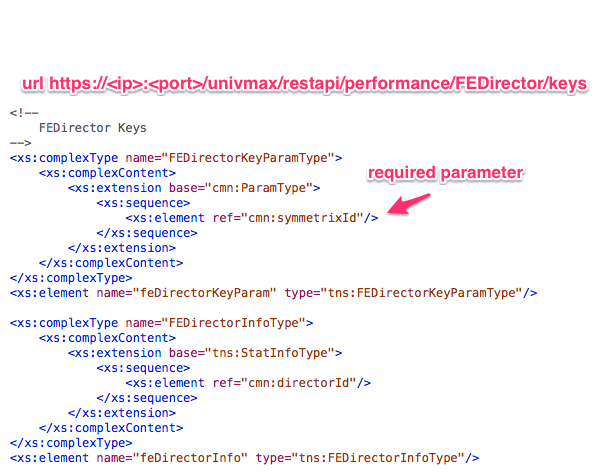 url https://<ip>:<port>/univmax/restapi/performance/FEDirector/keys
<!--
FEDirector Keys
-->
<xs:complexType name="FEDirectorKeyParamType">
<xs:complexContent>
<xs:extension base="cmn:ParamType">
required parameter
<xs:sequence>
<xs:element ref="cmn:symmetrixId"/>
</xs:sequence>
</xs:extension>
</xs:complexContent>
</xs:complexType>
<xs:element name="feDirectorKeyParam" type="tns:FEDirectorKeyParamType"/>
<xs:complexType name="FEDirectorInfoType">
<xs:complexContent>
<xs:extension base="tns:StatInfoType">
<xs:sequence>
<xs:element ref="cmn:directorId"/>
</xs:sequence>
</xs:extension>
</xs:complexContent>
</xs:complexType>
<xs:element name="feDirectorInfo" type="tns:FEDirectorInfoType"/>